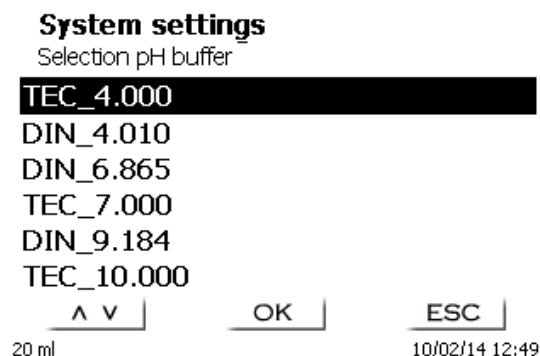 System settings
Selection pH buffer
TEC_4.000
DIN_4.010
DIN_6.865
TEC_7.000
DIN_9.184
TEC_10.000
∧ ∨ OK ESC
20 ml 10/02/14 12:49